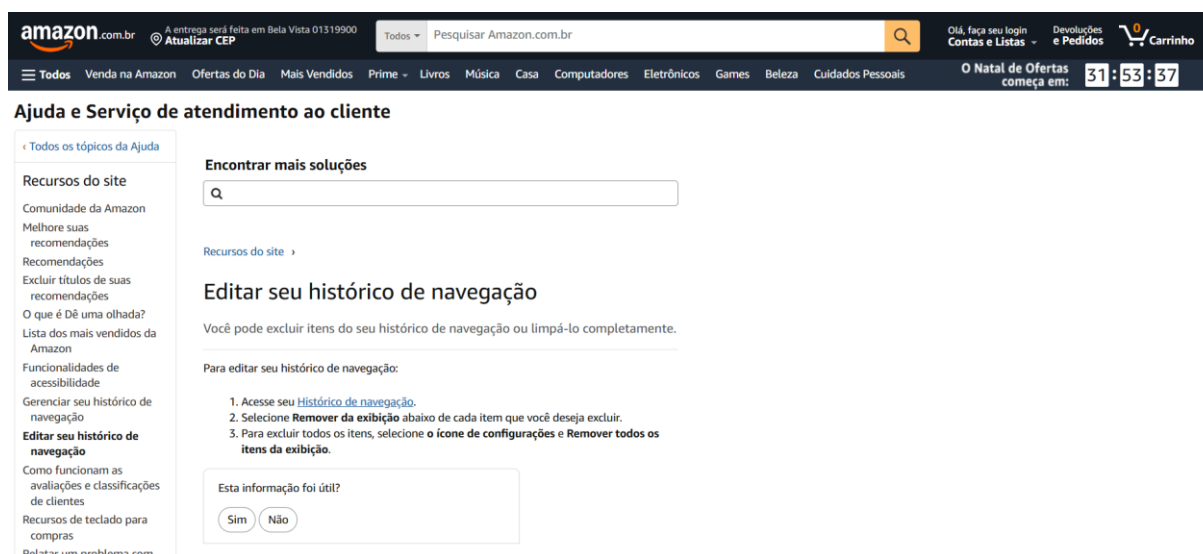 amazon.com.br
A entrega será feita em Bela Vista 01319900
Atualizar CEP
Todos
Pesquisar Amazon.com.br
Olá, faça seu login
Contas e Listas
Devoluções
e Pedidos
0
Carrinho
Todos
Venda na Amazon
Ofertas do Dia
Mais Vendidos
Prime
Livros
Música
Casa
Computadores
Eletrônicos
Games
Beleza
Cuidados Pessoais
O Natal de Ofertas
começa em:
31:53:37
Ajuda e Serviço de atendimento ao cliente
‹ Todos os tópicos da Ajuda
Recursos do site
Comunidade da Amazon
Melhore suas
recomendações
Recomendações
Excluir títulos de suas
recomendações
O que é Dê uma olhada?
Lista dos mais vendidos da
Amazon
Funcionalidades de
acessibilidade
Gerenciar seu histórico de
navegação
Editar seu histórico de
navegação
Como funcionam as
avaliações e classificações
de clientes
Recursos de teclado para
compras
Relatar um problema com
Encontrar mais soluções
Recursos do site ›
Editar seu histórico de navegação
Você pode excluir itens do seu histórico de navegação ou limpá-lo completamente.
Para editar seu histórico de navegação:
1. Acesse seu Histórico de navegação.
2. Selecione Remover da exibição abaixo de cada item que você deseja excluir.
3. Para excluir todos os itens, selecione o ícone de configurações e Remover todos os
itens da exibição.
Esta informação foi útil?
Sim
Não